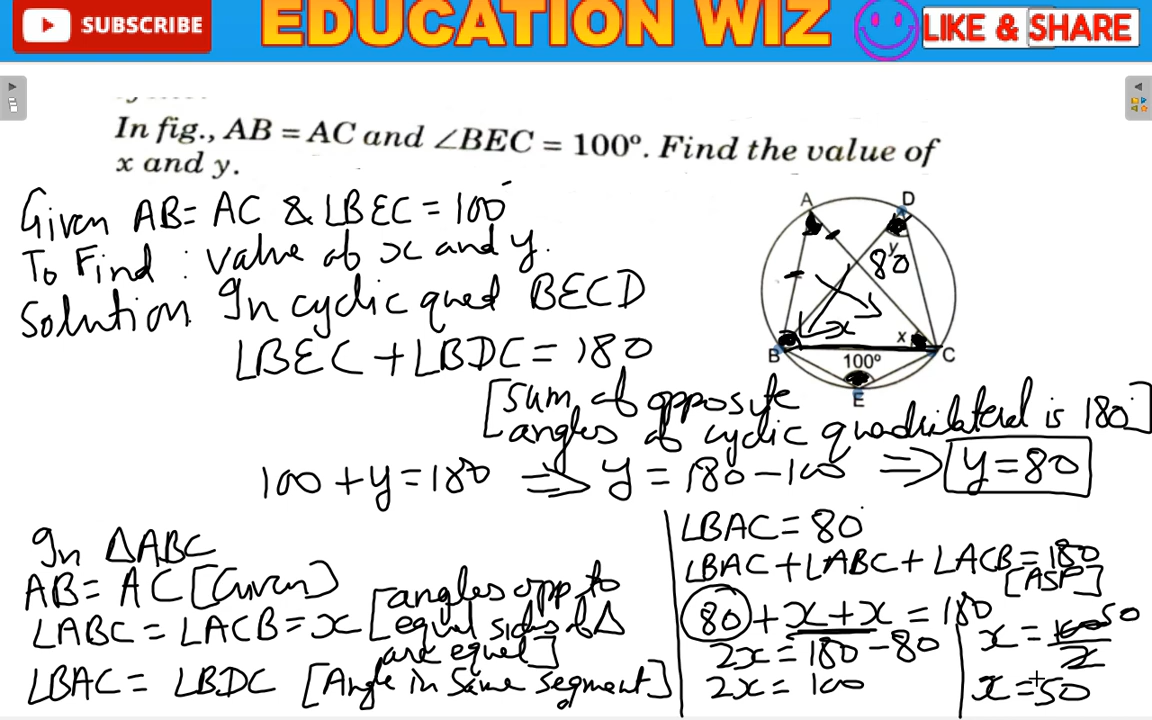 SUBSCRIBE EDUCATION WIZ LIKE & SHARE
In fig., AB = AC and ∠BEC = 100º. Find the value of
x and y.
Given AB = AC & ∠BEC = 100
To Find : value of x and y.
Solution In cyclic qued BECD
∠BEC + ∠BDC = 180
[sum of opposite
angles of cyclic quadrilateral is 180]
100 + y = 180 ⇒ y = 180 - 100 ⇒ y = 80
A
D
y
80
x
x
B
C
100º
E
In ΔABC
AB = AC [Given]
∠ABC = ∠ACB = x [angles opp to
equal sides of Δ
are equal]
∠BAC = ∠BDC [Angle in same segment]
∠BAC = 80
∠BAC + ∠ABC + ∠ACB = 180
[ASP]
80 + x + x = 180
2x = 180 - 80
2x = 100
x = 100 50
2
x = 50